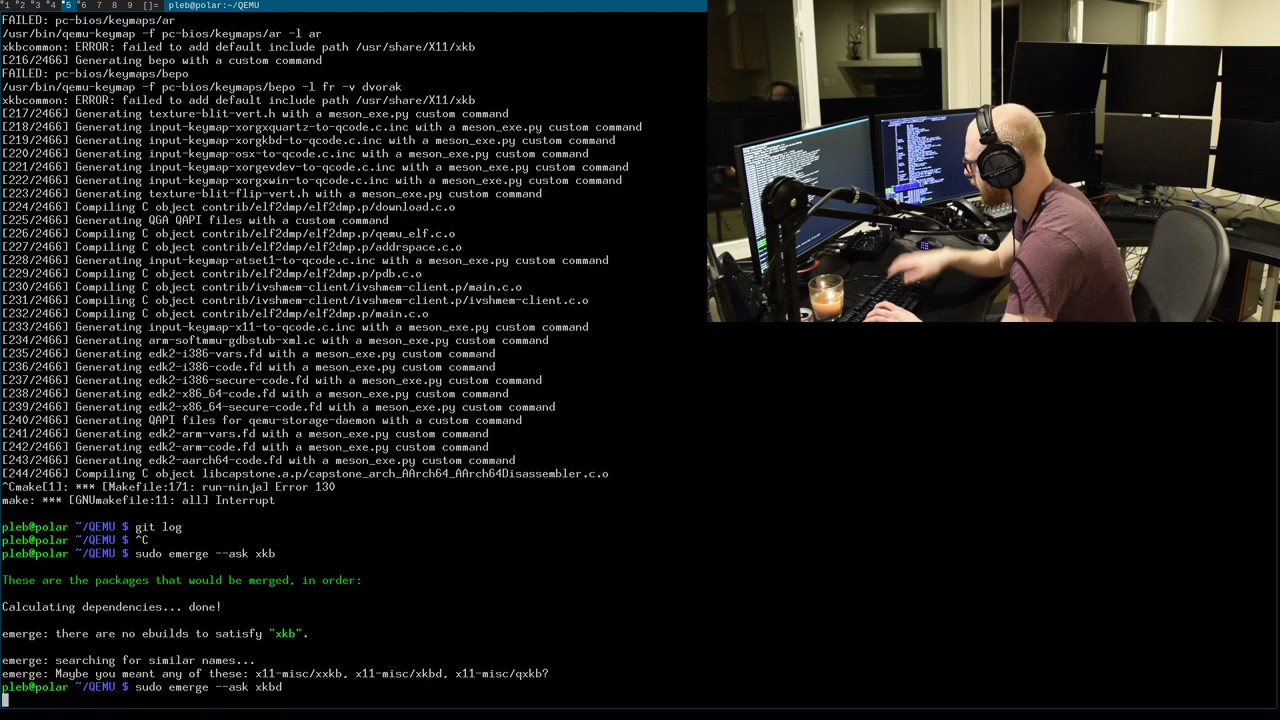 1 2 3 4 5 6 7 8 9 []= pleb@polar:~/QEMU
FAILED: pc-bios/keymaps/ar
/usr/bin/qemu-keymap -f pc-bios/keymaps/ar -l ar
xkbcommon: ERROR: failed to add default include path /usr/share/X11/xkb
[216/2466] Generating bepo with a custom command
FAILED: pc-bios/keymaps/bepo
/usr/bin/qemu-keymap -f pc-bios/keymaps/bepo -l fr -v dvorak
xkbcommon: ERROR: failed to add default include path /usr/share/X11/xkb
[217/2466] Generating texture-blit-vert.h with a meson_exe.py custom command
[218/2466] Generating input-keymap-xorgxquartz-to-qcode.c.inc with a meson_exe.py custom command
[219/2466] Generating input-keymap-xorgkbd-to-qcode.c.inc with a meson_exe.py custom command
[220/2466] Generating input-keymap-osx-to-qcode.c.inc with a meson_exe.py custom command
[221/2466] Generating input-keymap-xorgevdev-to-qcode.c.inc with a meson_exe.py custom command
[222/2466] Generating input-keymap-xorgxwin-to-qcode.c.inc with a meson_exe.py custom command
[223/2466] Generating texture-blit-flip-vert.h with a meson_exe.py custom command
[224/2466] Compiling C object contrib/elf2dmp/elf2dmp.p/download.c.o
[225/2466] Generating QGA QAPI files with a custom command
[226/2466] Compiling C object contrib/elf2dmp/elf2dmp.p/qemu_elf.c.o
[227/2466] Compiling C object contrib/elf2dmp/elf2dmp.p/addrspace.c.o
[228/2466] Generating input-keymap-atset1-to-qcode.c.inc with a meson_exe.py custom command
[229/2466] Compiling C object contrib/elf2dmp/elf2dmp.p/pdb.c.o
[230/2466] Compiling C object contrib/ivshmem-client/ivshmem-client.p/main.c.o
[231/2466] Compiling C object contrib/ivshmem-client/ivshmem-client.p/ivshmem-client.c.o
[232/2466] Compiling C object contrib/elf2dmp/elf2dmp.p/main.c.o
[233/2466] Generating input-keymap-x11-to-qcode.c.inc with a meson_exe.py custom command
[234/2466] Generating arm-softmmu-gdbstub-xml.c with a meson_exe.py custom command
[235/2466] Generating edk2-i386-vars.fd with a meson_exe.py custom command
[236/2466] Generating edk2-i386-code.fd with a meson_exe.py custom command
[237/2466] Generating edk2-i386-secure-code.fd with a meson_exe.py custom command
[238/2466] Generating edk2-x86_64-code.fd with a meson_exe.py custom command
[239/2466] Generating edk2-x86_64-secure-code.fd with a meson_exe.py custom command
[240/2466] Generating QAPI files for qemu-storage-daemon with a custom command
[241/2466] Generating edk2-arm-vars.fd with a meson_exe.py custom command
[242/2466] Generating edk2-arm-code.fd with a meson_exe.py custom command
[243/2466] Generating edk2-aarch64-code.fd with a meson_exe.py custom command
[244/2466] Compiling C object libcapstone.a.p/capstone_arch_AArch64_AArch64Disassembler.c.o
^Cmake[1]: *** [Makefile:171: run-ninja] Error 130
make: *** [GNUmakefile:11: all] Interrupt
pleb@polar ~/QEMU $ git log
pleb@polar ~/QEMU $ ^C
pleb@polar ~/QEMU $ sudo emerge --ask xkb
These are the packages that would be merged, in order:
Calculating dependencies... done!
emerge: there are no ebuilds to satisfy "xkb".
emerge: searching for similar names...
emerge: Maybe you meant any of these: x11-misc/xxkb, x11-misc/xkbd, x11-misc/qxkb?
pleb@polar ~/QEMU $ sudo emerge --ask xkbd